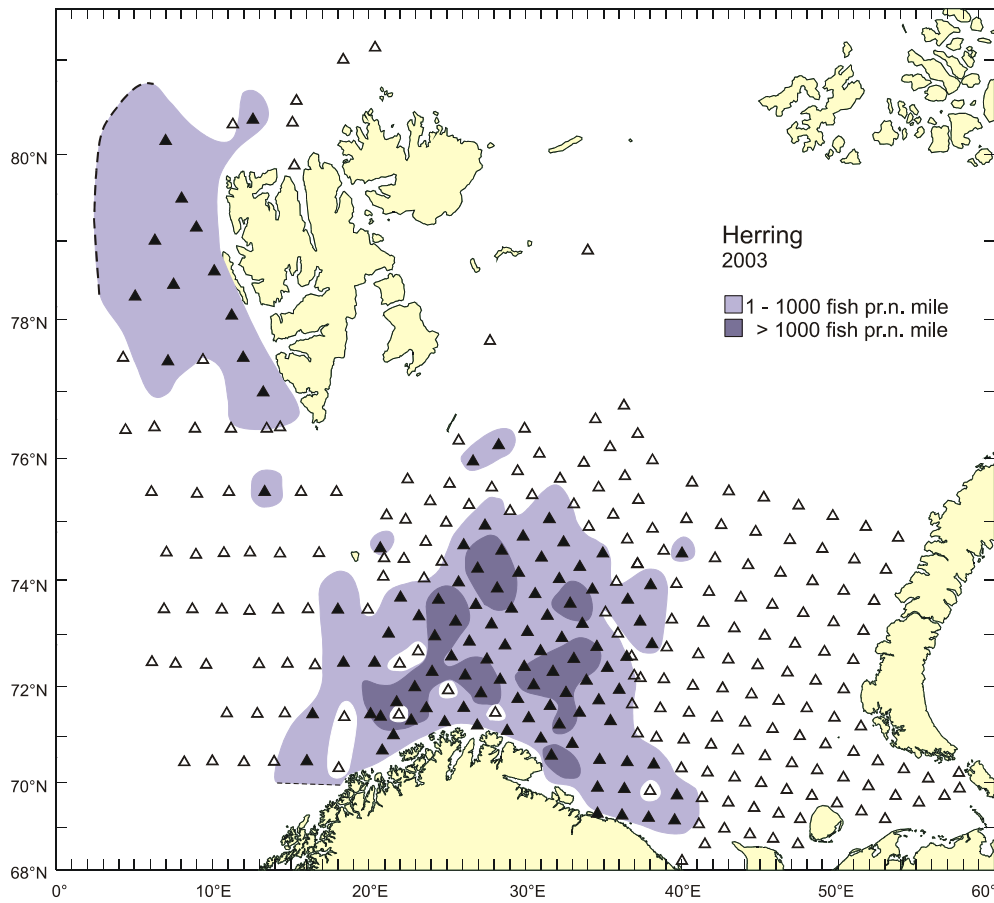 80°N
78°N
76°N
74°N
72°N
70°N
68°N
Herring
2003
1 - 1000 fish pr.n. mile
> 1000 fish pr.n. mile
0° 10°E 20°E 30°E 40°E 50°E 60°